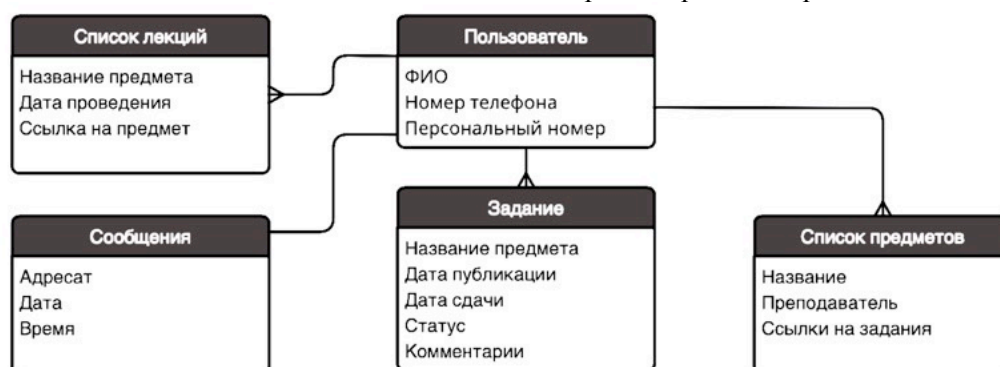 Список лекций
Название предмета
Дата проведения
Ссылка на предмет
Пользователь
ФИО
Номер телефона
Персональный номер
Сообщения
Адресат
Дата
Время
Задание
Название предмета
Дата публикации
Дата сдачи
Статус
Комментарии
Список предметов
Название
Преподаватель
Ссылки на задания